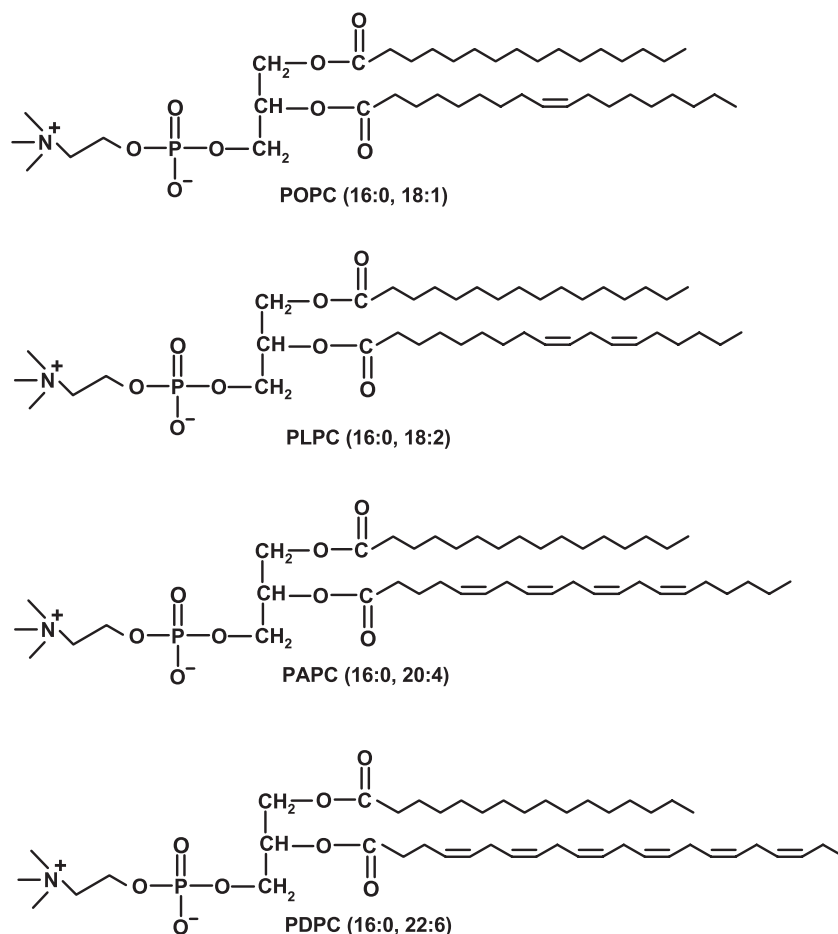 O
CH2 O C
CH O C
O
O
N+ O P O CH2
O−
POPC (16:0, 18:1)
O
CH2 O C
CH O C
O
O
N+ O P O CH2
O−
PLPC (16:0, 18:2)
O
CH2 O C
CH O C
O
O
N+ O P O CH2
O−
PAPC (16:0, 20:4)
O
CH2 O C
CH O C
O
O
N+ O P O CH2
O−
PDPC (16:0, 22:6)